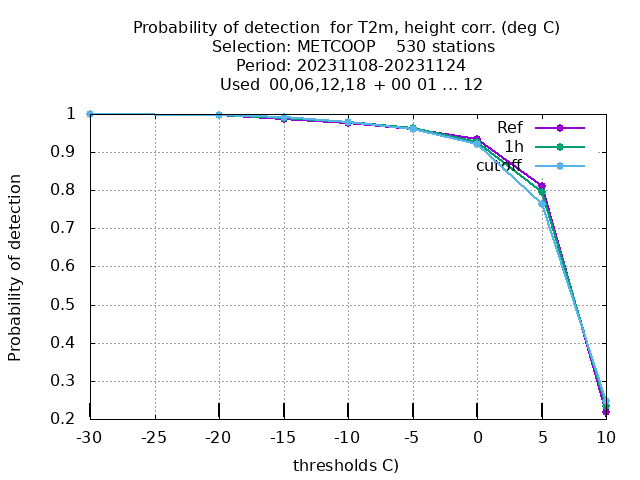 Probability of detection  for T2m, height corr. (deg C)
Selection: METCOOP    530 stations
Period: 20231108-20231124
Used  00,06,12,18  + 00 01 ... 12
Ref
1h
cutoff
1
0.9
0.8
0.7
0.6
0.5
0.4
0.3
0.2
Probability of detection
-30 -25 -20 -15 -10 -5 0 5 10
thresholds C)